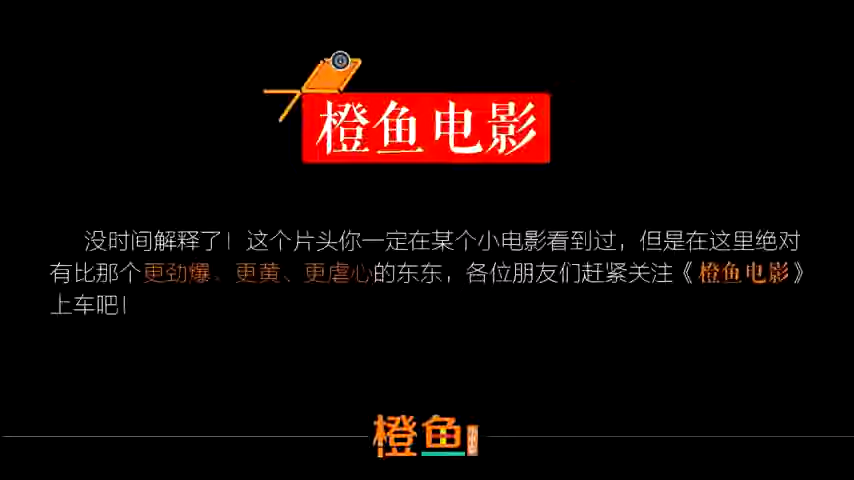 橙鱼电影
没时间解释了！这个片头你一定在某个小电影看到过，但是在这里绝对
有比那个更劲爆、更黄、更虐心的东东，各位朋友们赶紧关注《橙鱼电影》
上车吧！
橙鱼